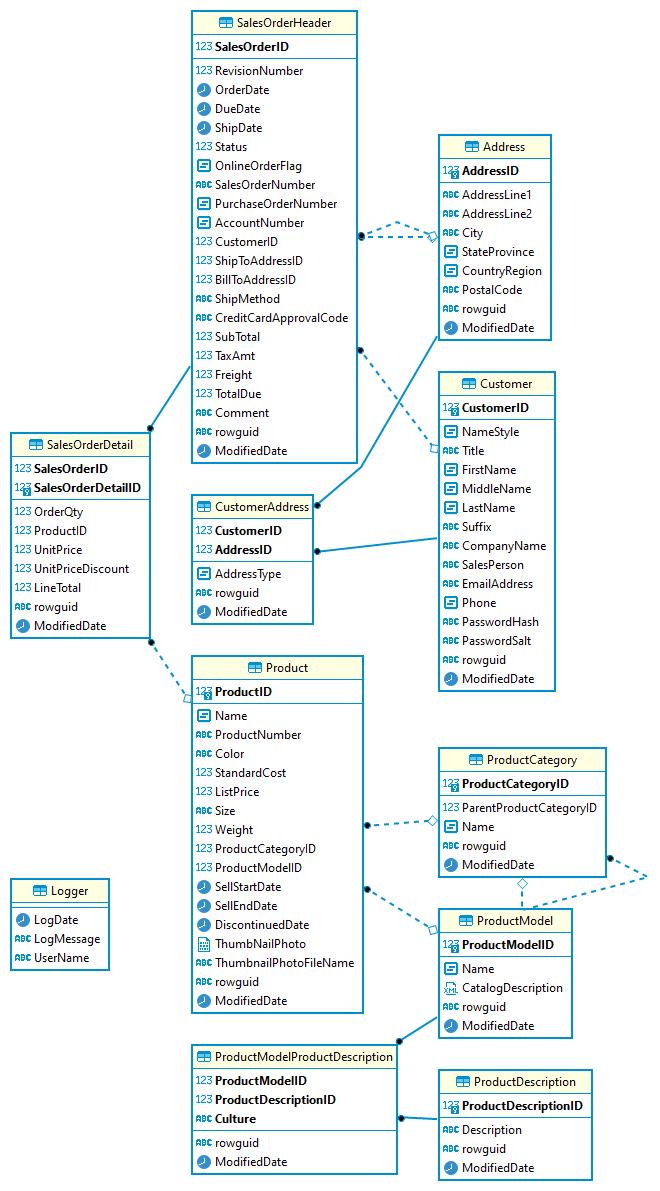 SalesOrderHeader
123 SalesOrderID
123 RevisionNumber
OrderDate
DueDate
ShipDate
123 Status
OnlineOrderFlag
ABC SalesOrderNumber
PurchaseOrderNumber
AccountNumber
123 CustomerID
123 ShipToAddressID
123 BillToAddressID
ABC ShipMethod
ABC CreditCardApprovalCode
123 SubTotal
123 TaxAmt
123 Freight
123 TotalDue
ABC Comment
ABC rowguid
ModifiedDate
Address
123 AddressID
ABC AddressLine1
ABC AddressLine2
ABC City
StateProvince
CountryRegion
ABC PostalCode
ABC rowguid
ModifiedDate
Customer
123 CustomerID
NameStyle
ABC Title
FirstName
MiddleName
LastName
ABC Suffix
ABC CompanyName
ABC SalesPerson
ABC EmailAddress
Phone
ABC PasswordHash
ABC PasswordSalt
ABC rowguid
ModifiedDate
SalesOrderDetail
123 SalesOrderID
123 SalesOrderDetailID
123 OrderQty
123 ProductID
123 UnitPrice
123 UnitPriceDiscount
123 LineTotal
ABC rowguid
ModifiedDate
CustomerAddress
123 CustomerID
123 AddressID
AddressType
ABC rowguid
ModifiedDate
Product
123 ProductID
Name
ABC ProductNumber
ABC Color
123 StandardCost
123 ListPrice
ABC Size
123 Weight
123 ProductCategoryID
123 ProductModelID
SellStartDate
SellEndDate
DiscontinuedDate
ThumbNailPhoto
ABC ThumbnailPhotoFileName
ABC rowguid
ModifiedDate
ProductCategory
123 ProductCategoryID
123 ParentProductCategoryID
Name
ABC rowguid
ModifiedDate
Logger
LogDate
ABC LogMessage
ABC UserName
ProductModel
123 ProductModelID
Name
XML CatalogDescription
ABC rowguid
ModifiedDate
ProductModelProductDescription
123 ProductModelID
123 ProductDescriptionID
ABC Culture
ABC rowguid
ModifiedDate
ProductDescription
123 ProductDescriptionID
ABC Description
ABC rowguid
ModifiedDate